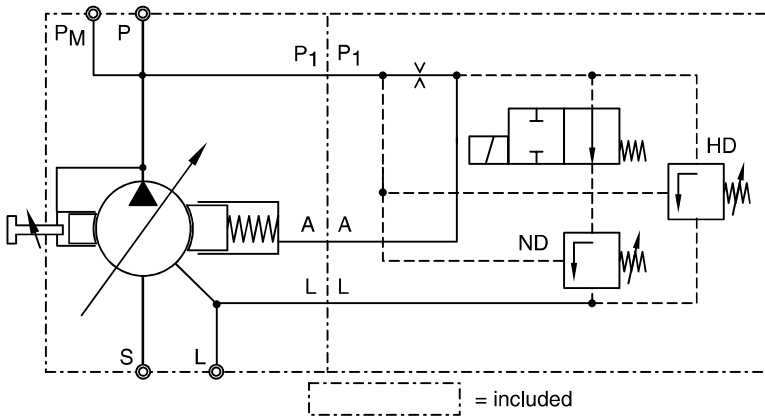 PM P
P1 P1
HD
A A
ND
L L
S L
= included